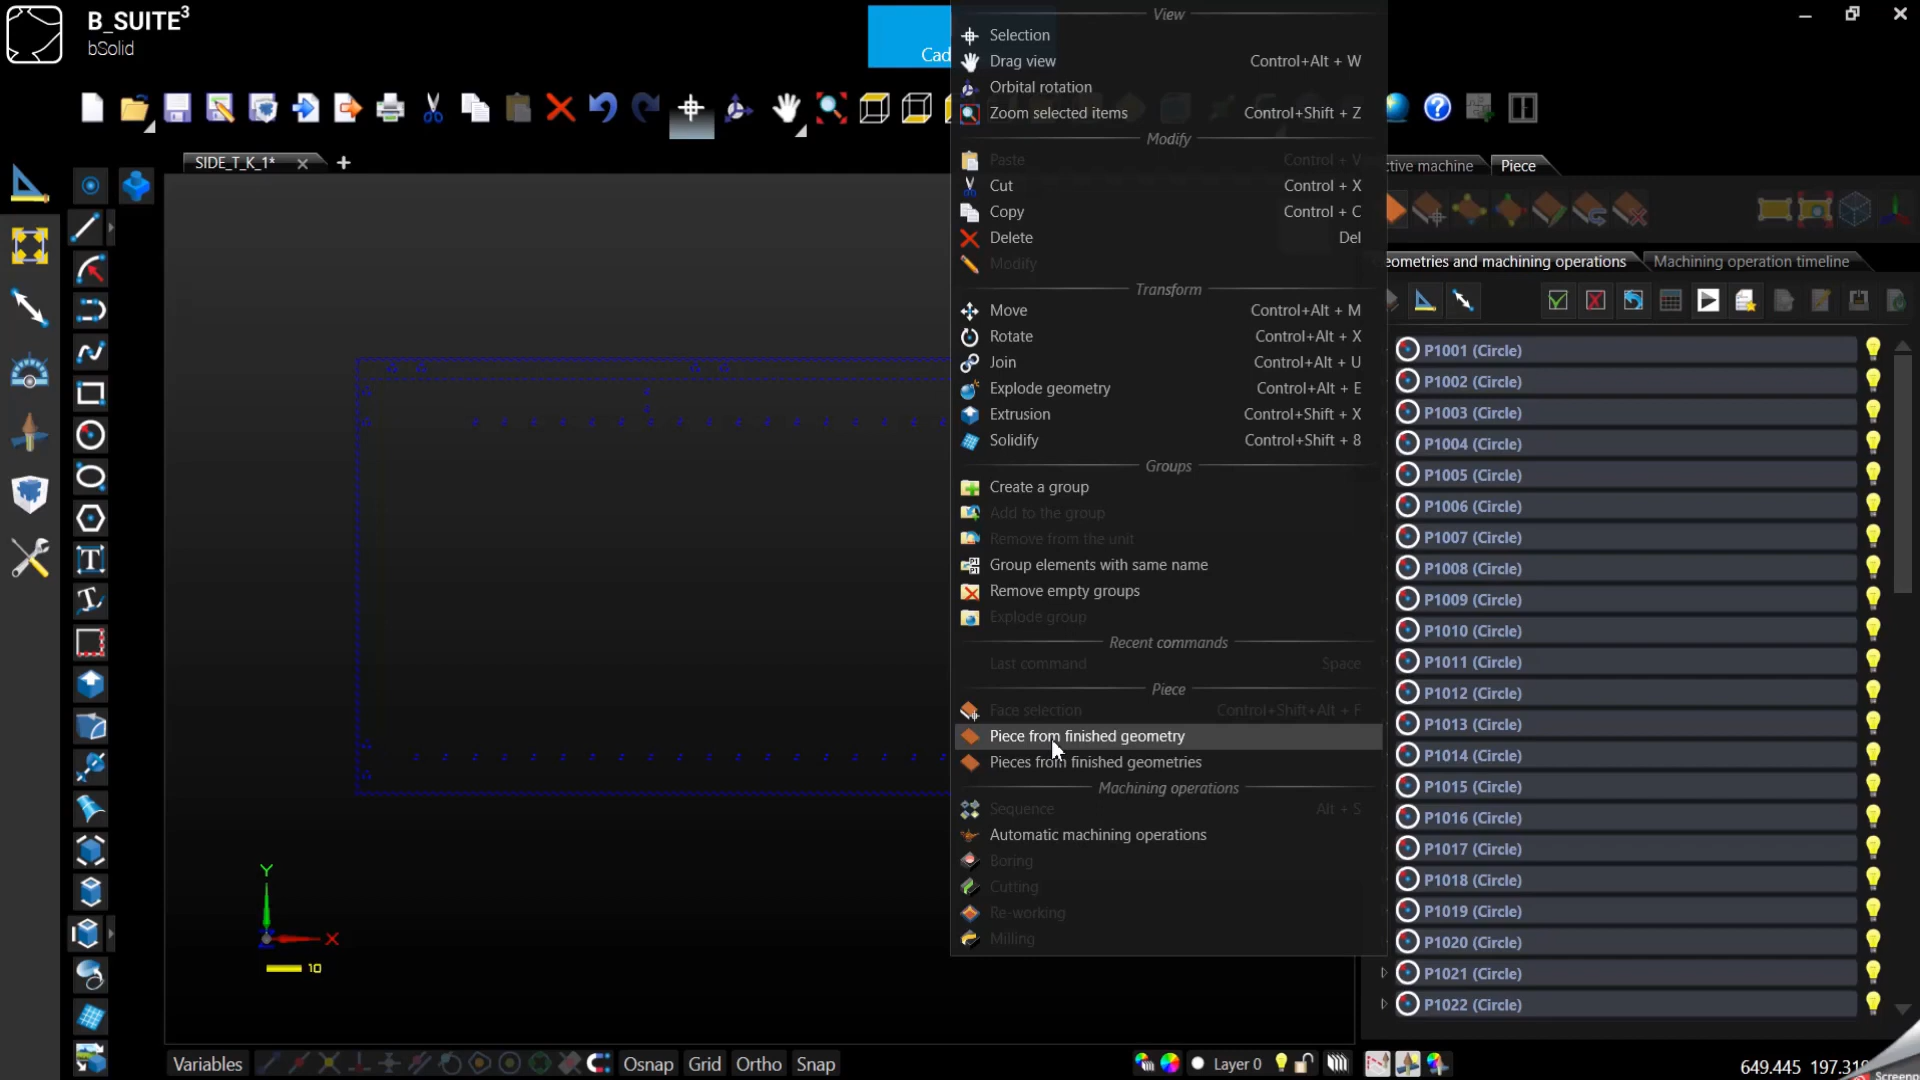 B_SUITE³
bSolid
Cad
SIDE_T_K_1*
View
Selection
Drag view Control+Alt + W
Orbital rotation
Zoom selected items Control+Shift + Z
Modify
Paste Control + V
Cut Control + X
Copy Control + C
Delete Del
Modify
Transform
Move Control+Alt + M
Rotate Control+Alt + X
Join Control+Alt + U
Explode geometry Control+Alt + E
Extrusion Control+Shift + X
Solidify Control+Shift + 8
Groups
Create a group
Add to the group
Remove from the unit
Group elements with same name
Remove empty groups
Explode group
Recent commands
Last command Space
Piece
Face selection Control+Shift+Alt + F
Piece from finished geometry
Pieces from finished geometries
Machining operations
Sequence Alt + S
Automatic machining operations
Boring
Cutting
Re-working
Milling
ctive machine Piece
eometries and machining operations Machining operation timeline
P1001 (Circle)
P1002 (Circle)
P1003 (Circle)
P1004 (Circle)
P1005 (Circle)
P1006 (Circle)
P1007 (Circle)
P1008 (Circle)
P1009 (Circle)
P1010 (Circle)
P1011 (Circle)
P1012 (Circle)
P1013 (Circle)
P1014 (Circle)
P1015 (Circle)
P1016 (Circle)
P1017 (Circle)
P1018 (Circle)
P1019 (Circle)
P1020 (Circle)
P1021 (Circle)
P1022 (Circle)
Y
X
10
Variables Osnap Grid Ortho Snap Layer 0 649.445